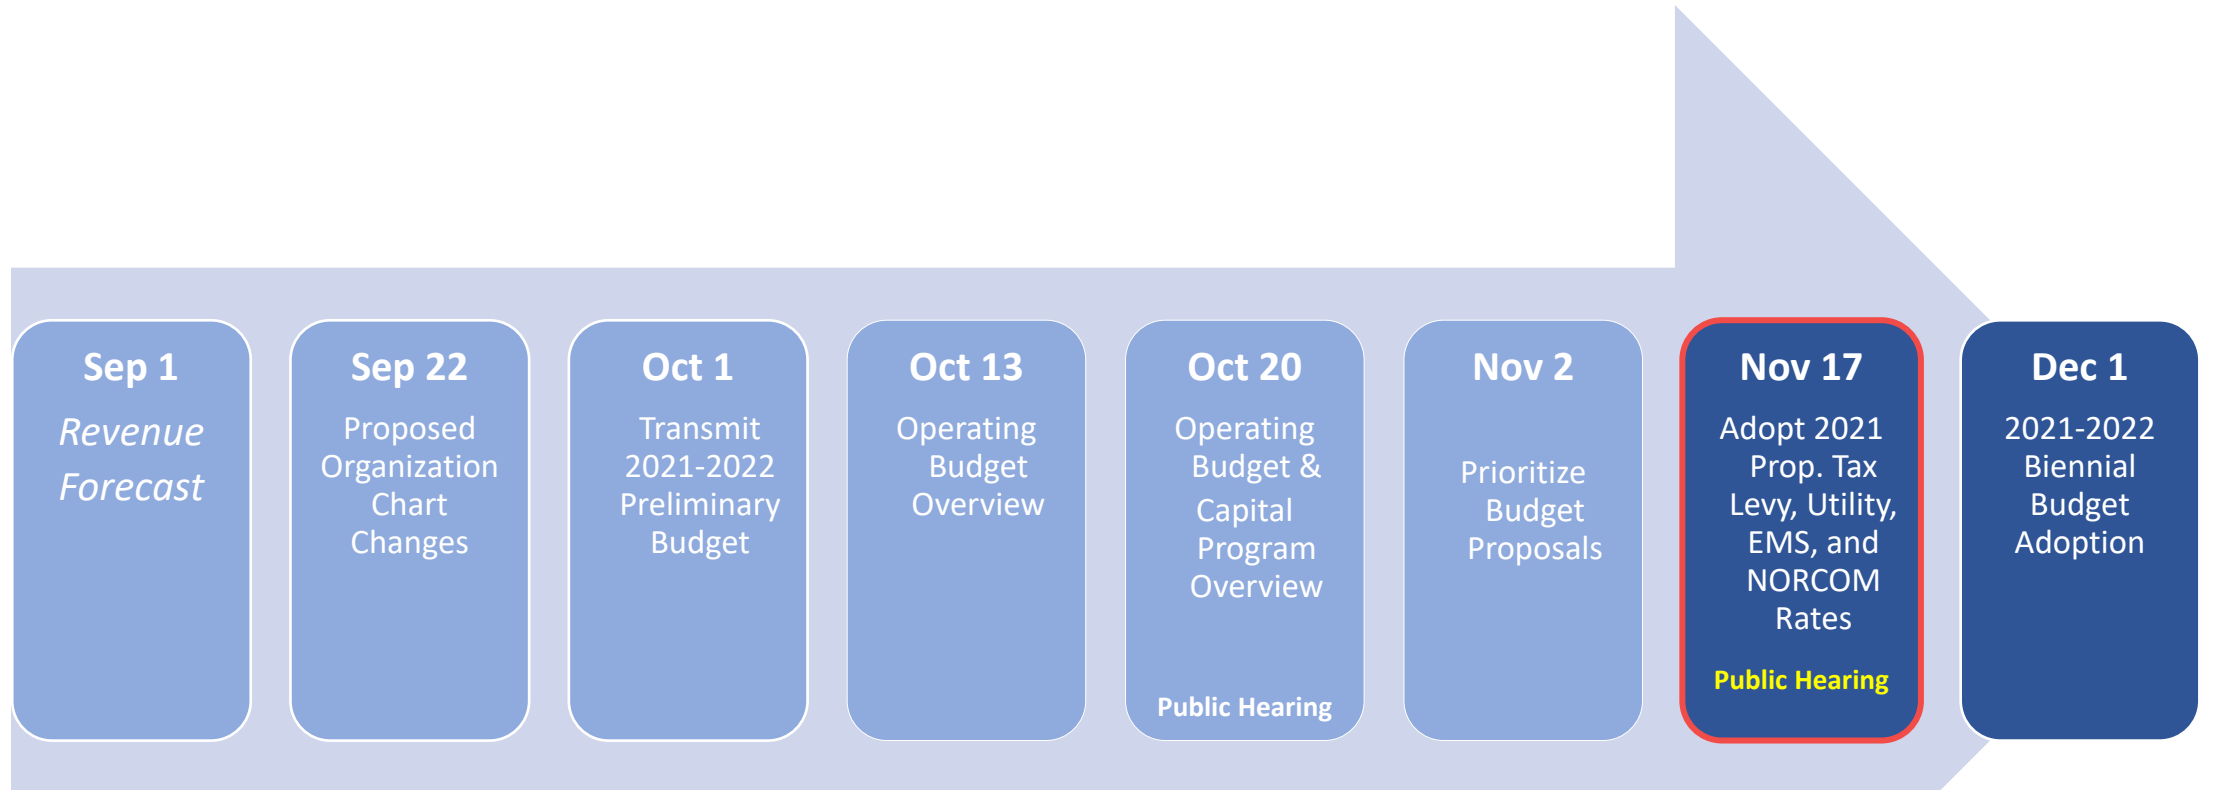 Sep 1
Revenue
Forecast
Sep 22
Proposed
Organization
Chart
Changes
Oct 1
Transmit
2021-2022
Preliminary
Budget
Oct 13
Operating
Budget
Overview
Oct 20
Operating
Budget &
Capital
Program
Overview
Public Hearing
Nov 2
Prioritize
Budget
Proposals
Nov 17
Adopt 2021
Prop. Tax
Levy, Utility,
EMS, and
NORCOM
Rates
Public Hearing
Dec 1
2021-2022
Biennial
Budget
Adoption